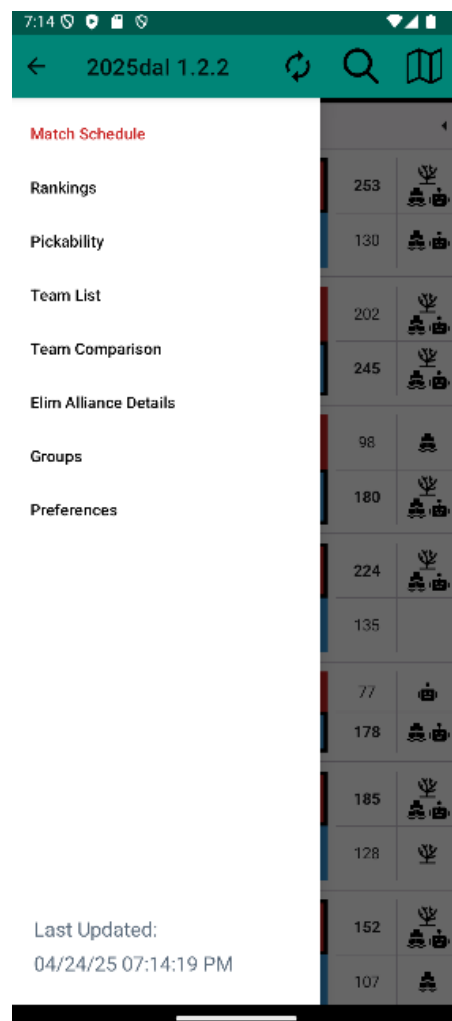 7:14
2025dal 1.2.2
Match Schedule
Rankings
Pickability
Team List
Team Comparison
Elim Alliance Details
Groups
Preferences
253
130
202
245
98
180
224
135
77
178
185
128
152
107
Last Updated:
04/24/25 07:14:19 PM